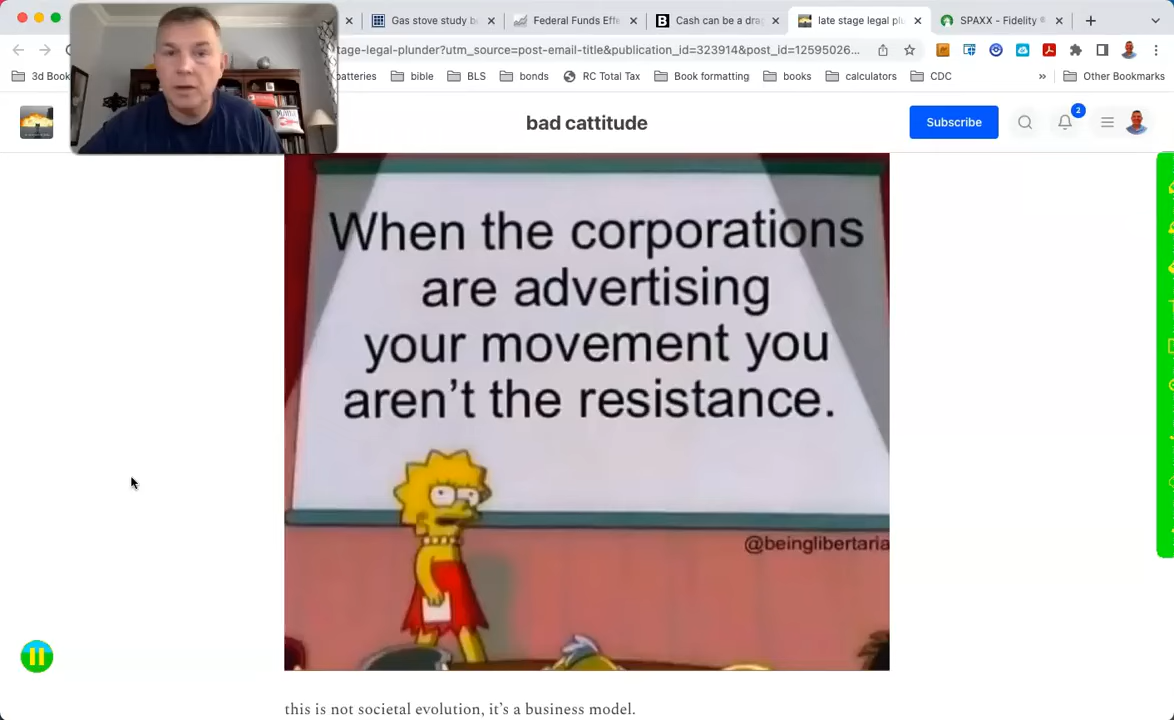 Gas stove study b
Federal Funds Effe
Cash can be a dra
late stage legal plu
SPAXX - Fidelity
tage-legal-plunder?utm_source=post-email-title&publication_id=323914&post_id=12595026...
3d Book
batteries
bible
BLS
bonds
RC Total Tax
Book formatting
books
calculators
CDC
»
Other Bookmarks
bad cattitude
Subscribe
2
When the corporations
are advertising
your movement you
aren't the resistance.
@beinglibertaria
this is not societal evolution, it's a business model.